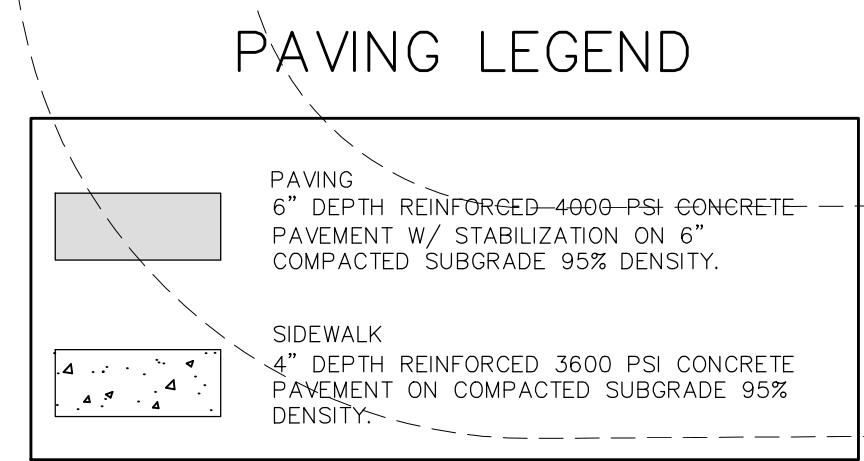 PAVING LEGEND
PAVING
6" DEPTH REINFORCED 4000 PSI CONCRETE
PAVEMENT W/ STABILIZATION ON 6"
COMPACTED SUBGRADE 95% DENSITY.
SIDEWALK
4" DEPTH REINFORCED 3600 PSI CONCRETE
PAVEMENT ON COMPACTED SUBGRADE 95%
DENSITY.